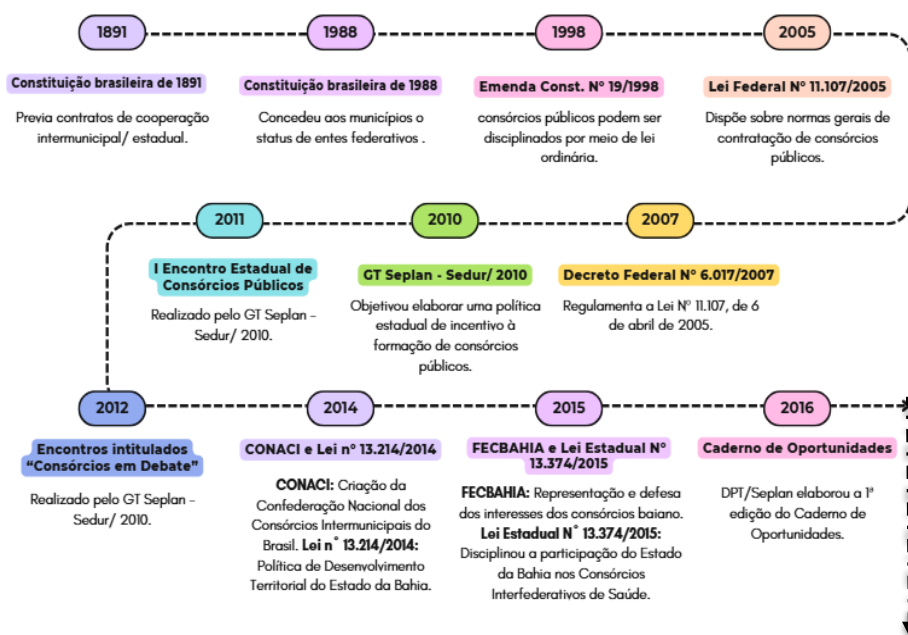 1891
Constituição brasileira de 1891
Previa contratos de cooperação
intermunicipal/ estadual.
1988
Constituição brasileira de 1988
Concedeu aos municípios o
status de entes federativos .
1998
Emenda Const. Nº 19/1998
consórcios públicos podem ser
disciplinados por meio de lei
ordinária.
2005
Lei Federal Nº 11.107/2005
Dispõe sobre normas gerais de
contratação de consórcios
públicos.
2007
Decreto Federal Nº 6.017/2007
Regulamenta a Lei Nº 11.107, de 6
de abril de 2005.
2010
GT Seplan - Sedur/ 2010
Objetivou elaborar uma política
estadual de incentivo à
formação de consórcios
públicos.
2011
I Encontro Estadual de
Consórcios Públicos
Realizado pelo GT Seplan –
Sedur/ 2010.
2012
Encontros intitulados
“Consórcios em Debate”
Realizado pelo GT Seplan –
Sedur/ 2010.
2014
CONACI e Lei nº 13.214/2014
CONACI: Criação da
Confederação Nacional dos
Consórcios Intermunicipais do
Brasil. Lei n° 13.214/2014:
Política de Desenvolvimento
Territorial do Estado da Bahia.
2015
FECBAHIA e Lei Estadual Nº
13.374/2015
FECBAHIA: Representação e defesa
dos interesses dos consórcios baiano.
Lei Estadual N° 13.374/2015:
Disciplinou a participação do Estado
da Bahia nos Consórcios
Interfederativos de Saúde.
2016
Caderno de Oportunidades
DPT/Seplan elaborou a 1ª
edição do Caderno de
Oportunidades.